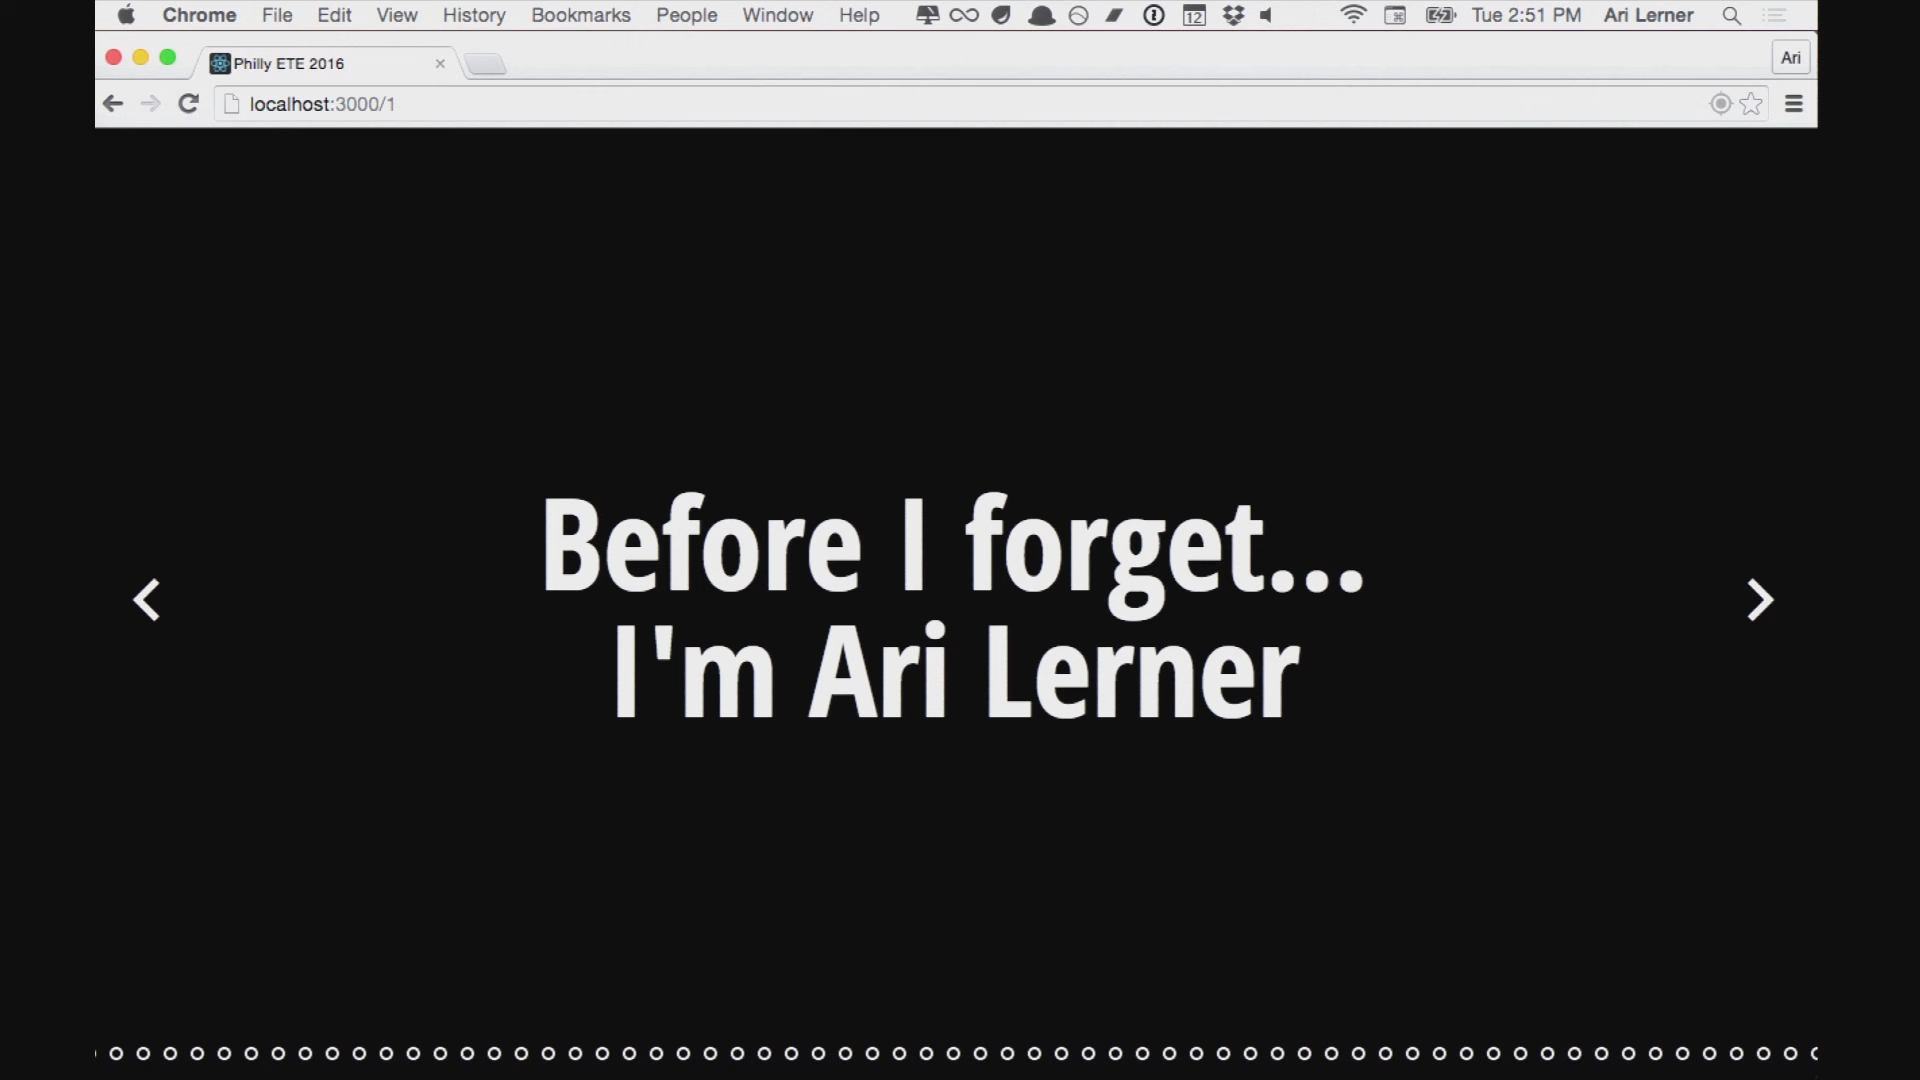 Chrome File Edit View History Bookmarks People Window Help 12 Tue 2:51 PM Ari Lerner
Philly ETE 2016 Ari
localhost:3000/1
Before I forget...
I'm Ari Lerner